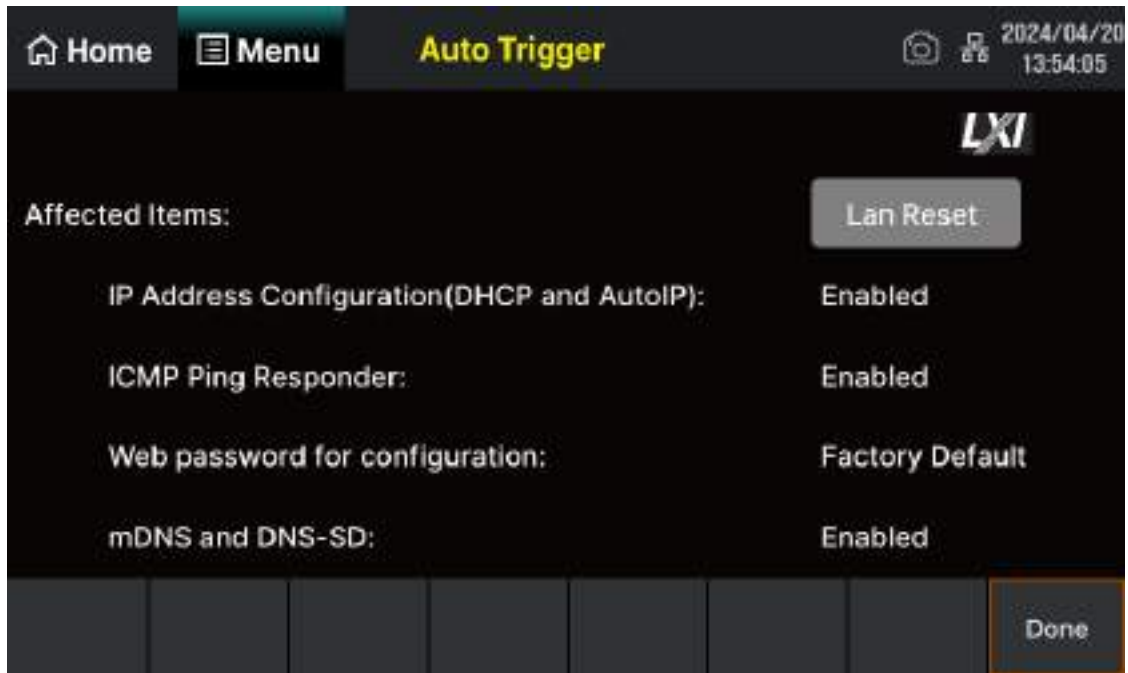 Home Menu Auto Trigger 2024/04/20
13:54:05
LXI
Affected Items: Lan Reset
IP Address Configuration(DHCP and AutoIP): Enabled
ICMP Ping Responder: Enabled
Web password for configuration: Factory Default
mDNS and DNS-SD: Enabled
Done